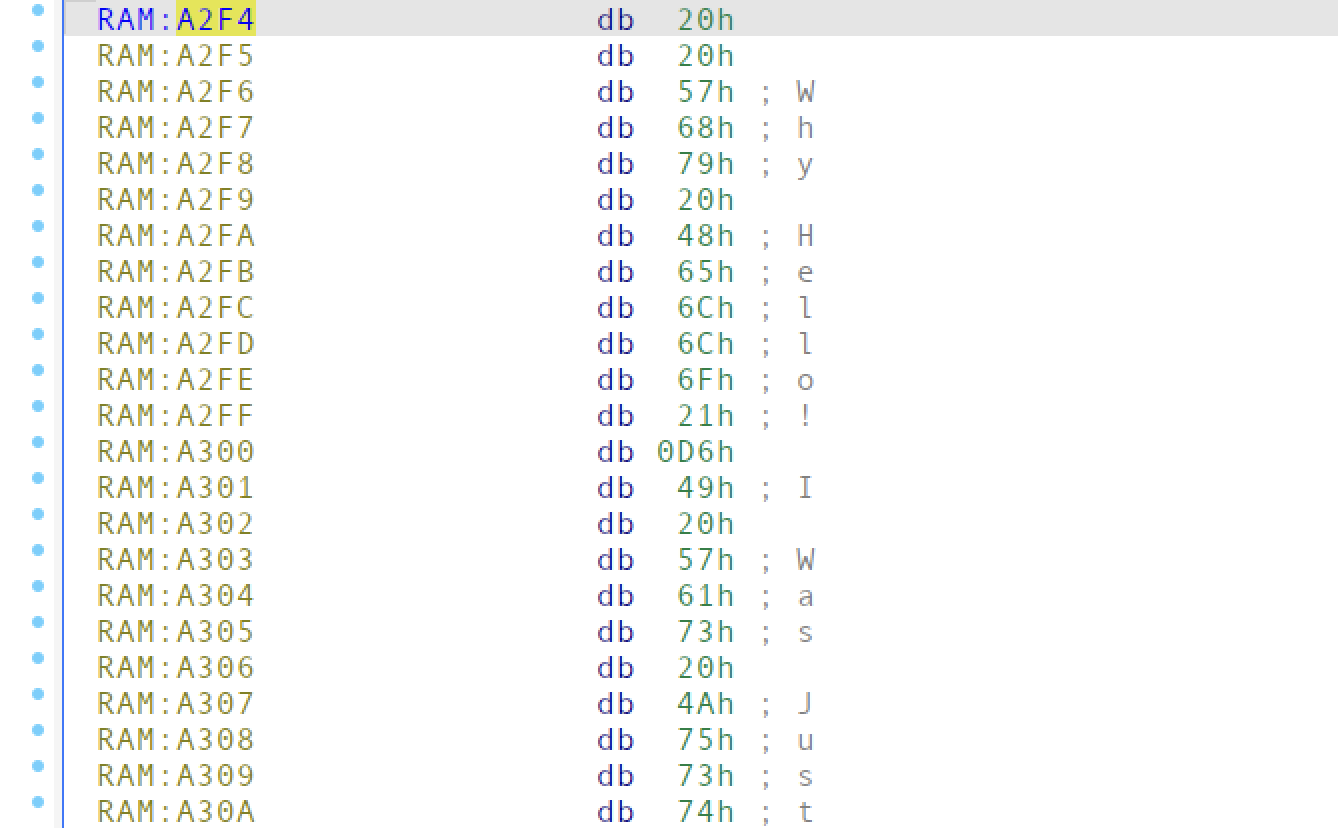 RAM:A2F4 db 20h
RAM:A2F5 db 20h
RAM:A2F6 db 57h ; W
RAM:A2F7 db 68h ; h
RAM:A2F8 db 79h ; y
RAM:A2F9 db 20h
RAM:A2FA db 48h ; H
RAM:A2FB db 65h ; e
RAM:A2FC db 6Ch ; l
RAM:A2FD db 6Ch ; l
RAM:A2FE db 6Fh ; o
RAM:A2FF db 21h ; !
RAM:A300 db 0D6h
RAM:A301 db 49h ; I
RAM:A302 db 20h
RAM:A303 db 57h ; W
RAM:A304 db 61h ; a
RAM:A305 db 73h ; s
RAM:A306 db 20h
RAM:A307 db 4Ah ; J
RAM:A308 db 75h ; u
RAM:A309 db 73h ; s
RAM:A30A db 74h ; t